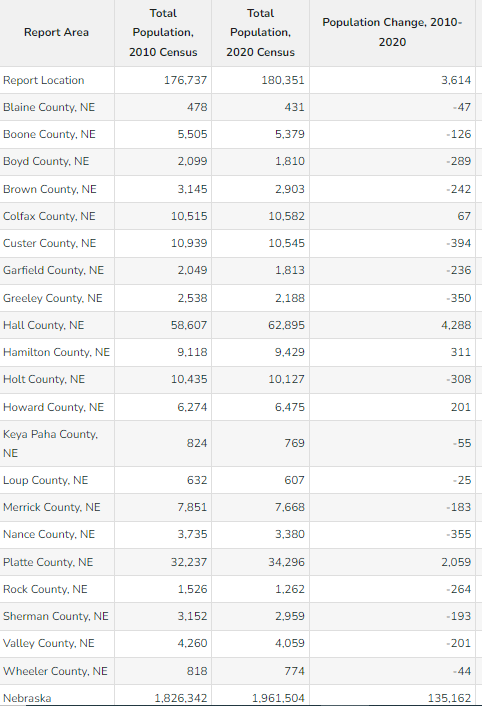 Report Area Total Population, 2010 Census Total Population, 2020 Census Population Change, 2010-2020
Report Location 176,737 180,351 3,614
Blaine County, NE 478 431 -47
Boone County, NE 5,505 5,379 -126
Boyd County, NE 2,099 1,810 -289
Brown County, NE 3,145 2,903 -242
Colfax County, NE 10,515 10,582 67
Custer County, NE 10,939 10,545 -394
Garfield County, NE 2,049 1,813 -236
Greeley County, NE 2,538 2,188 -350
Hall County, NE 58,607 62,895 4,288
Hamilton County, NE 9,118 9,429 311
Holt County, NE 10,435 10,127 -308
Howard County, NE 6,274 6,475 201
Keya Paha County, NE 824 769 -55
Loup County, NE 632 607 -25
Merrick County, NE 7,851 7,668 -183
Nance County, NE 3,735 3,380 -355
Platte County, NE 32,237 34,296 2,059
Rock County, NE 1,526 1,262 -264
Sherman County, NE 3,152 2,959 -193
Valley County, NE 4,260 4,059 -201
Wheeler County, NE 818 774 -44
Nebraska 1,826,342 1,961,504 135,162